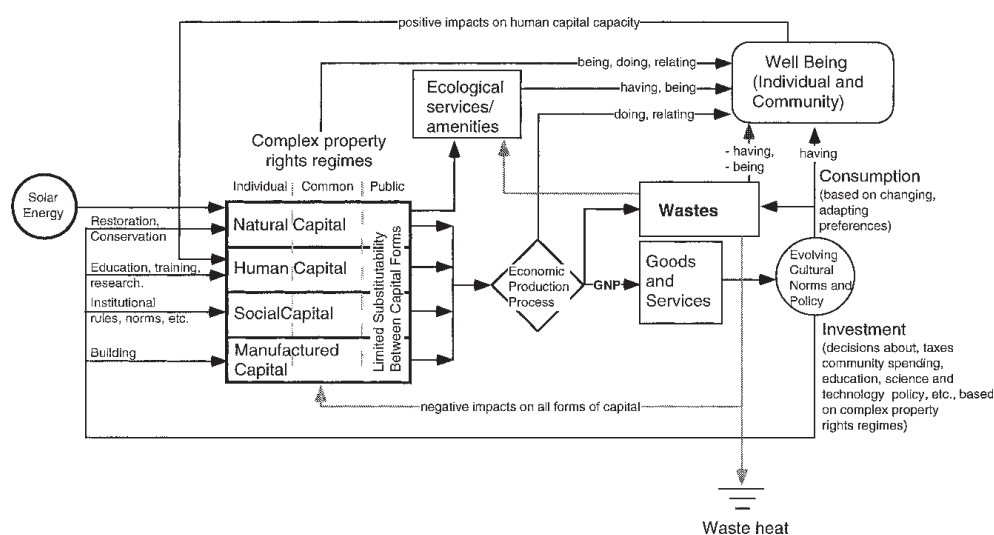 positive impacts on human capital capacity
being, doing, relating
Well Being
(Individual and
Community)
Ecological
services/
amenities
having, being
doing, relating
Complex property
rights regimes
- having,
- being
having
Individual
Common
Public
Consumption
(based on changing,
adapting
preferences)
Solar
Energy
Restoration,
Conservation
Natural Capital
Wastes
Education, training,
research.
Human Capital
Limited Substitutability
Between Capital Forms
Economic
Production
Process
GNP
Goods
and
Services
Evolving
Cultural
Norms and
Policy
Institutional
rules, norms, etc.
SocialCapital
Building
Manufactured
Capital
Investment
(decisions about, taxes
community spending,
education, science and
technology policy, etc., based
on complex property
rights regimes)
negative impacts on all forms of capital
Waste heat